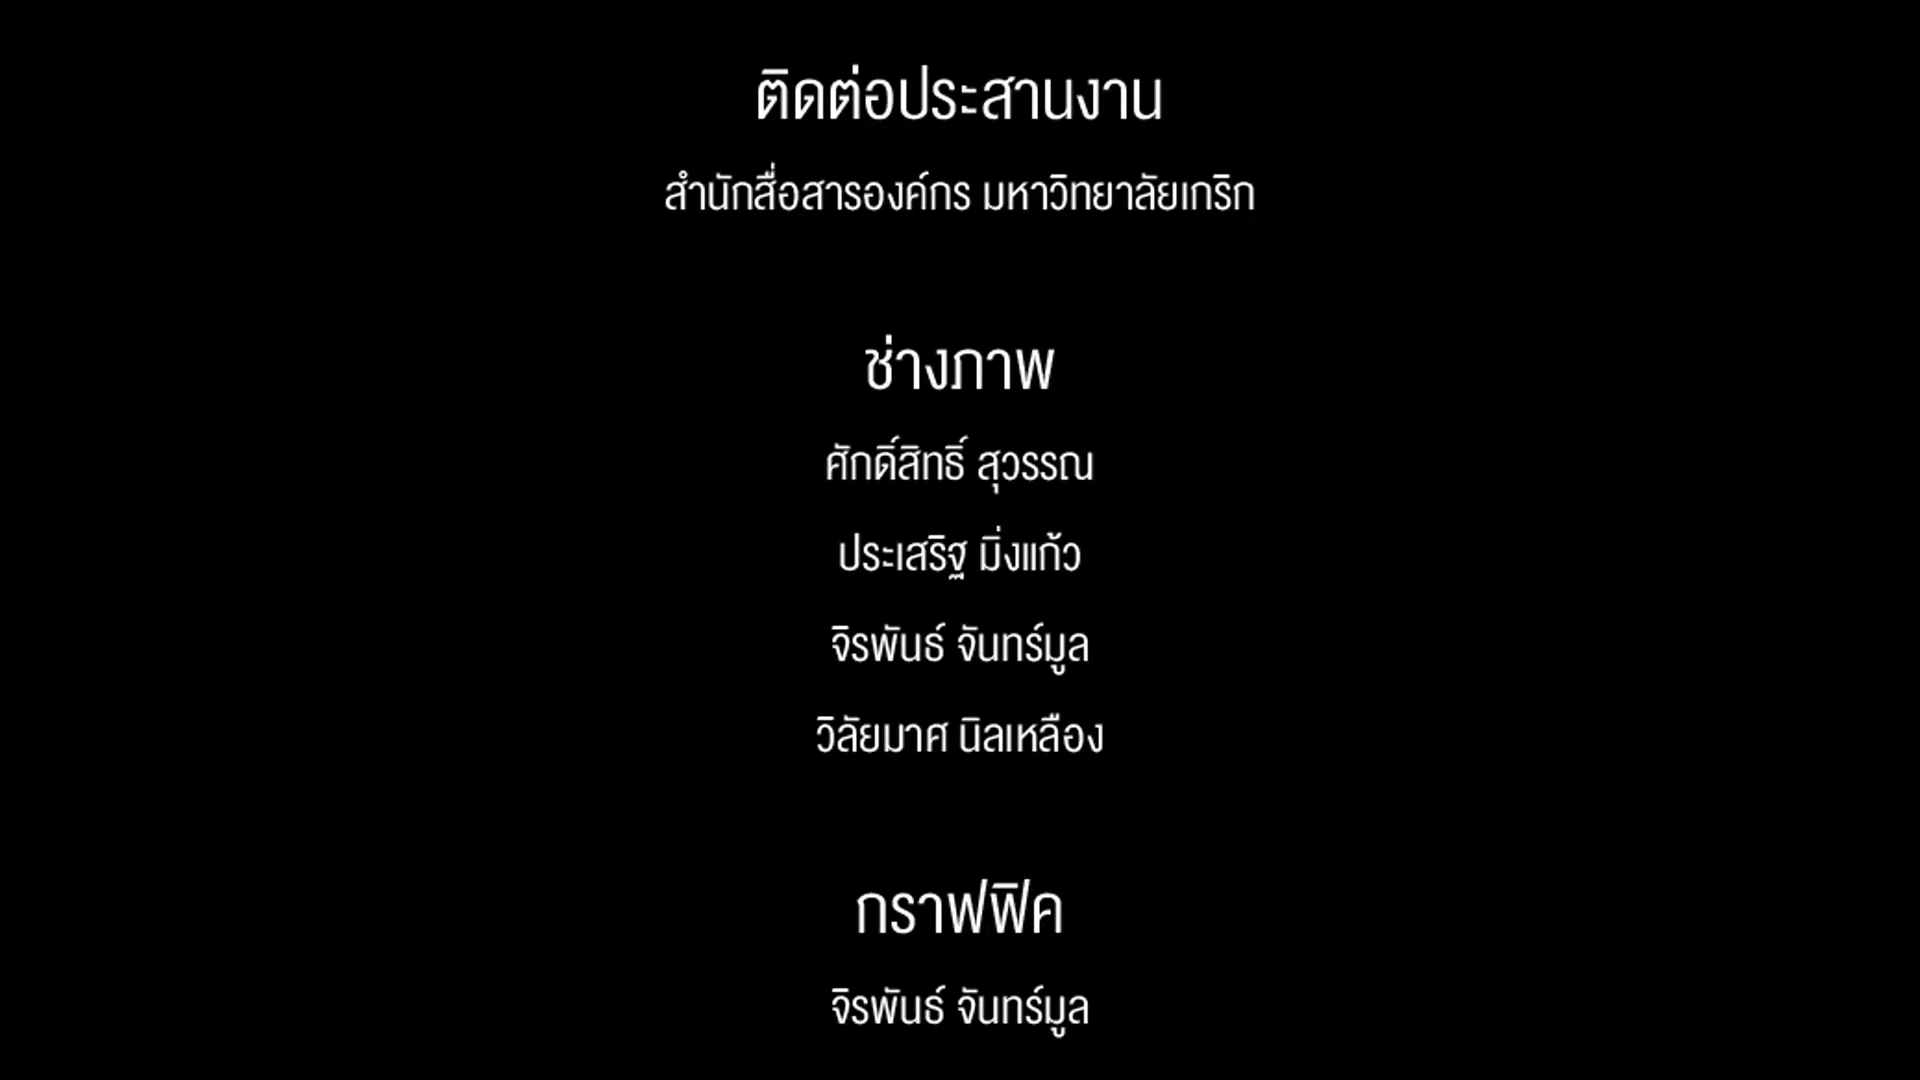 ติดต่อประสานงาน
สำนักสื่อสารองค์กร มหาวิทยาลัยเกริก
ช่างภาพ
ศักดิ์สิทธิ์ สุวรรณ
ประเสริฐ มิ่งแก้ว
จิรพันธ์ จันทร์มูล
วิลัยมาศ นิลเหลือง
กราฟฟิค
จิรพันธ์ จันทร์มูล